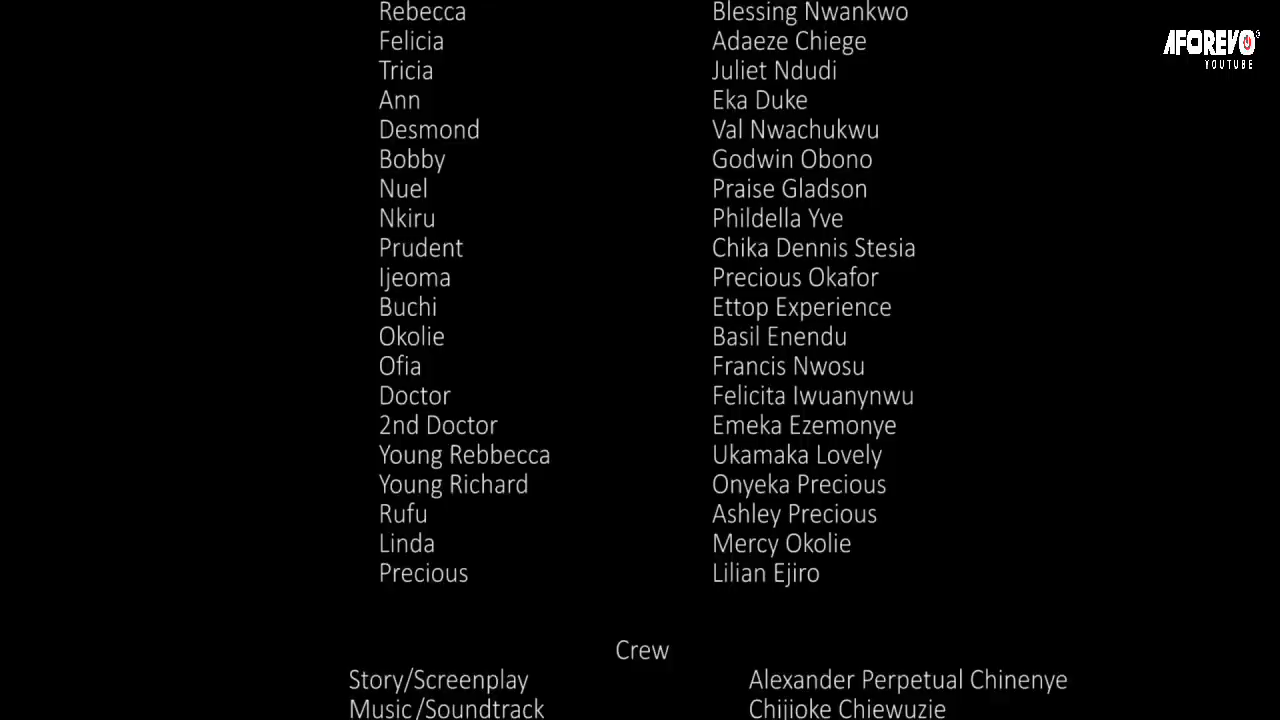 Rebecca Blessing Nwankwo
AFOREVO
Felicia Adaeze Chiege
YOUTUBE
Tricia Juliet Ndudi
Ann Eka Duke
Desmond Val Nwachukwu
Bobby Godwin Obono
Nuel Praise Gladson
Nkiru Phildella Yve
Prudent Chika Dennis Stesia
Ijeoma Precious Okafor
Buchi Ettop Experience
Okolie Basil Enendu
Ofia Francis Nwosu
Doctor Felicita Iwuanynwu
2nd Doctor Emeka Ezemonye
Young Rebbecca Ukamaka Lovely
Young Richard Onyeka Precious
Rufu Ashley Precious
Linda Mercy Okolie
Precious Lilian Ejiro
Crew
Story/Screenplay Alexander Perpetual Chinenye
Music/Soundtrack Chijioke Chiewuzie